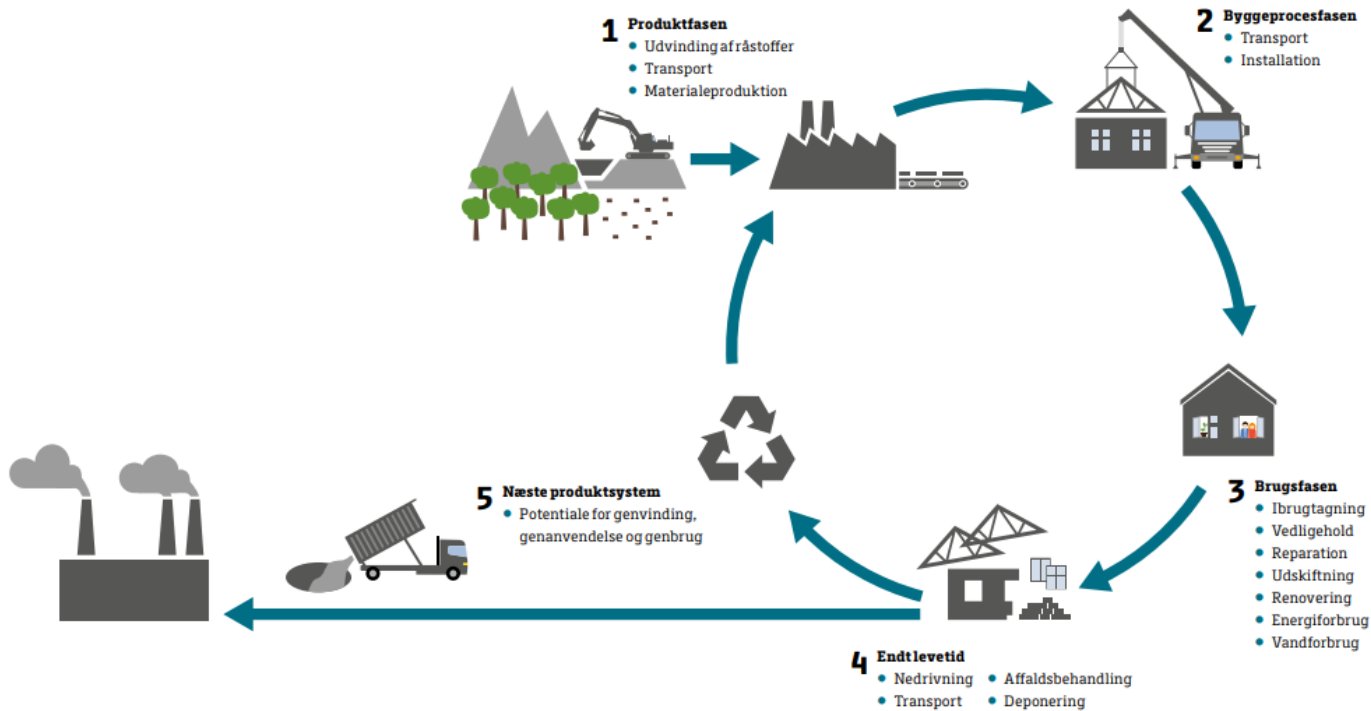 1 Produktfasen
• Udvinding af råstoffer
• Transport
• Materialeproduktion
2 Byggeprocesfasen
• Transport
• Installation
3 Brugsfasen
• Ibrugtagning
• Vedligehold
• Reparation
• Udskiftning
• Renovering
• Energiforbrug
• Vandforbrug
4 Endt levetid
• Nedrivning • Affaldsbehandling
• Transport • Deponering
5 Næste produktsystem
• Potentiale for genvinding,
genanvendelse og genbrug